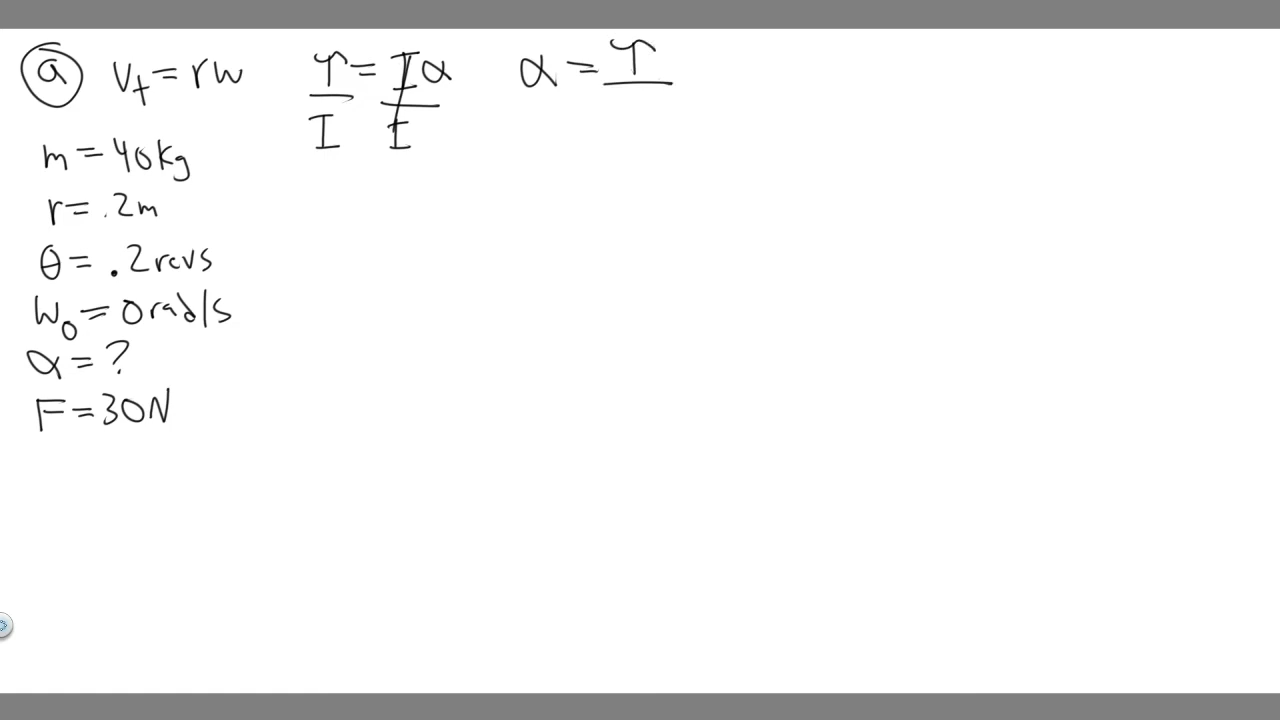 ⓐ v_t = rw
τ/I = Iα/I
α = τ/
m = 40kg
r = .2m
θ = .2revs
w_0 = 0rad/s
α = ?
F = 30N